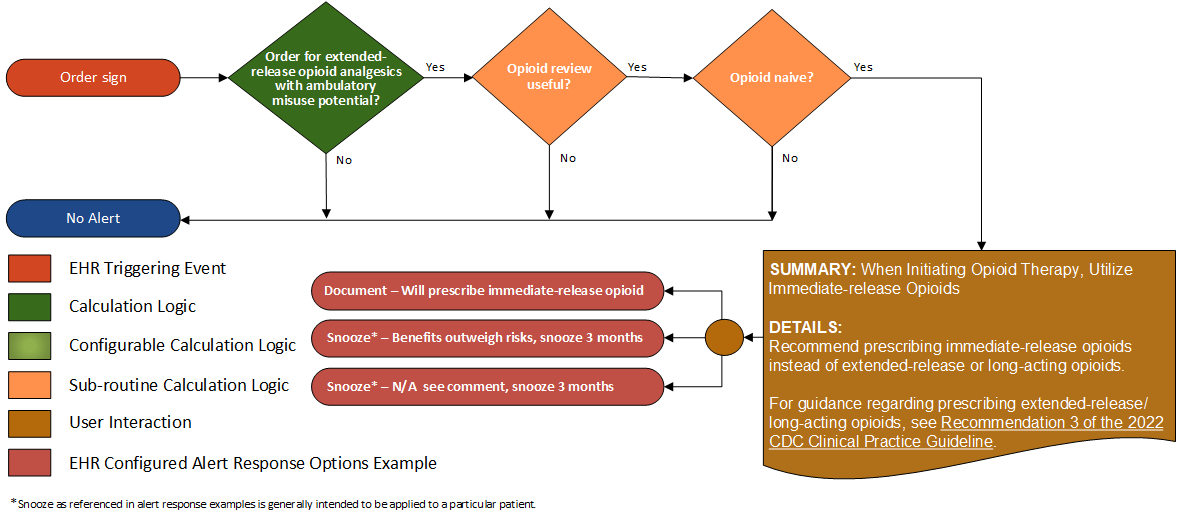 Order sign
Order for extended-
release opioid analgesics
with ambulatory
misuse potential?
Yes
Opioid review
useful?
Yes
Opioid naive?
Yes
No
No
No
No Alert
EHR Triggering Event
Calculation Logic
Configurable Calculation Logic
Sub-routine Calculation Logic
User Interaction
EHR Configured Alert Response Options Example
Document – Will prescribe immediate-release opioid
Snooze* – Benefits outweigh risks, snooze 3 months
Snooze* – N/A see comment, snooze 3 months
SUMMARY: When Initiating Opioid Therapy, Utilize
Immediate-release Opioids
DETAILS:
Recommend prescribing immediate-release opioids
instead of extended-release or long-acting opioids.
For guidance regarding prescribing extended-release/
long-acting opioids, see Recommendation 3 of the 2022
CDC Clinical Practice Guideline.
*Snooze as referenced in alert response examples is generally intended to be applied to a particular patient.